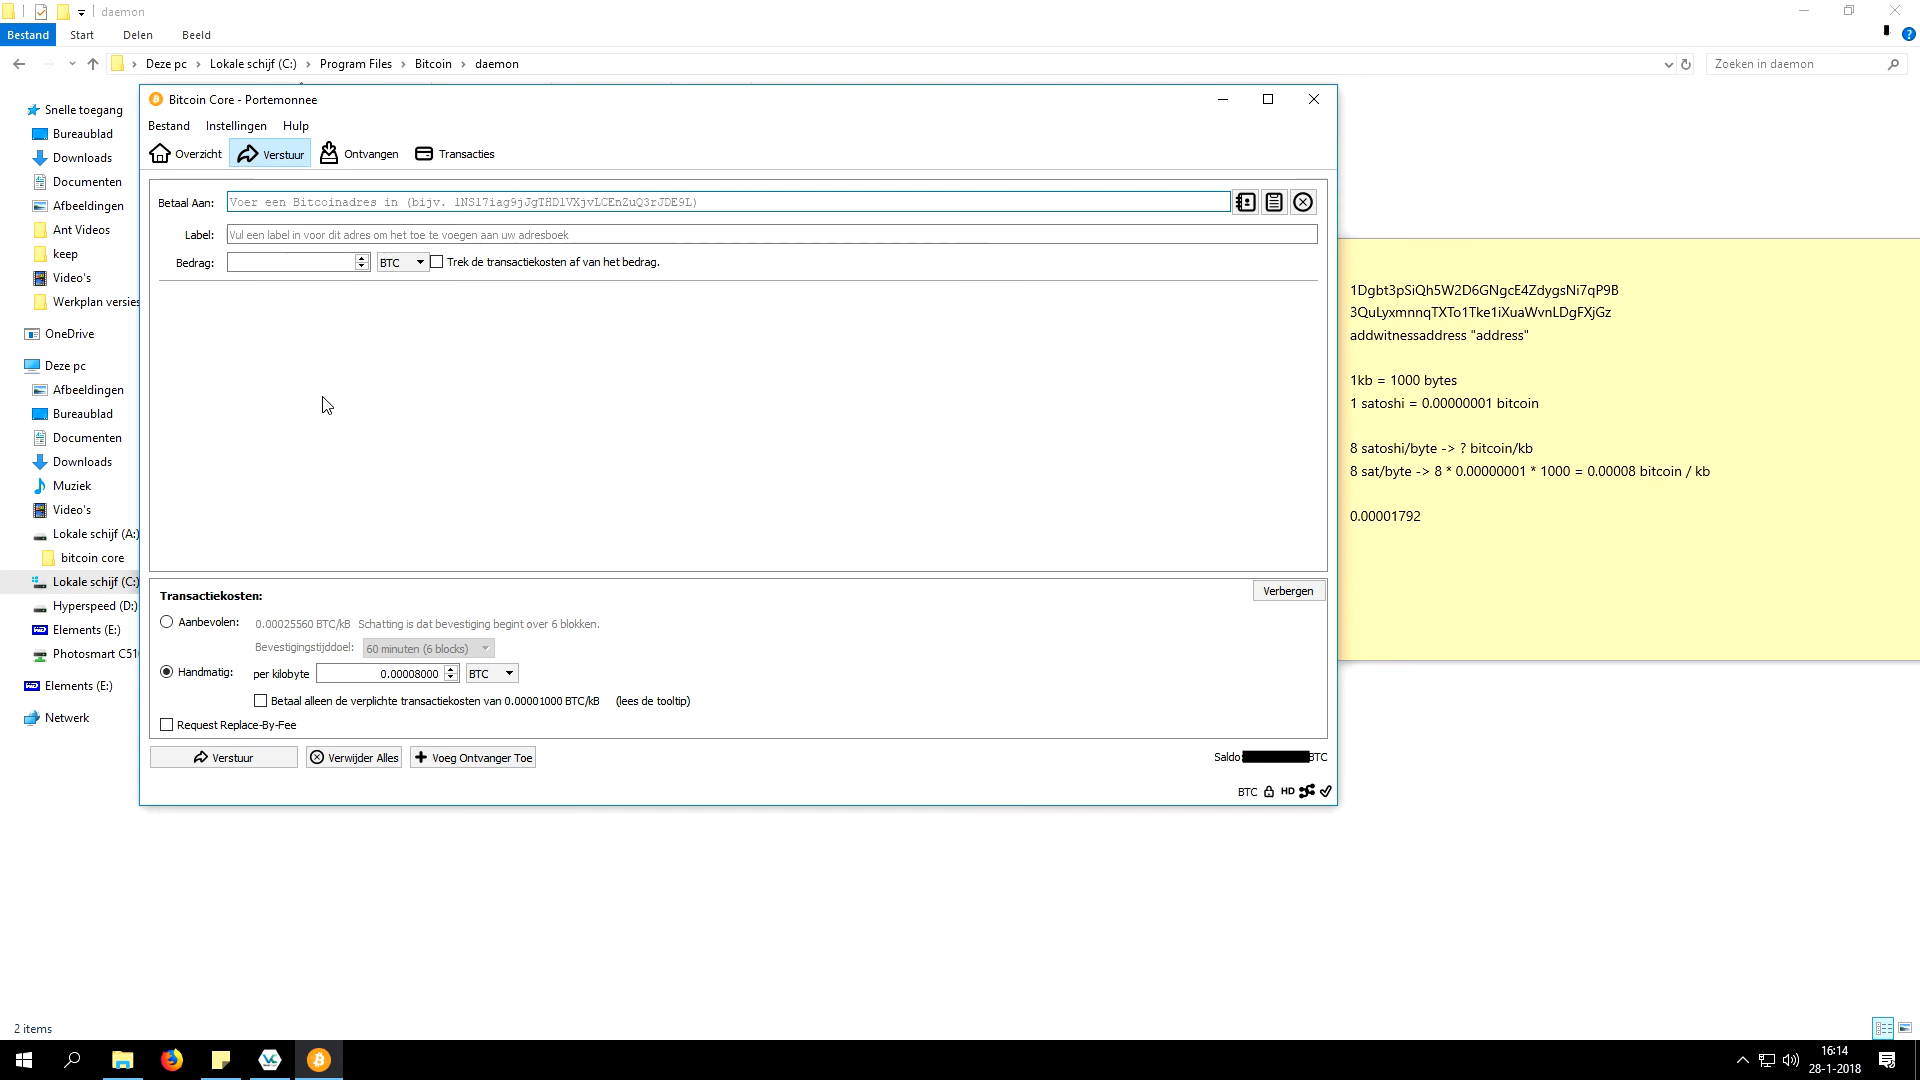 daemon
Bestand Start Delen Beeld
Deze pc Lokale schijf (C:) Program Files Bitcoin daemon
Zoeken in daemon
Snelle toegang
Bureaublad
Downloads
Documenten
Afbeeldingen
Ant Videos
keep
Video's
Werkplan versies
OneDrive
Deze pc
Afbeeldingen
Bureaublad
Documenten
Downloads
Muziek
Video's
Lokale schijf (A:)
bitcoin core
Lokale schijf (C:)
Hyperspeed (D:)
Elements (E:)
Photosmart C51
Elements (E:)
Netwerk
2 items
Bitcoin Core - Portemonnee
Bestand Instellingen Hulp
Overzicht Verstuur Ontvangen Transacties
Betaal Aan: Voer een Bitcoinadres in (bijv. 1NS17iag9jJgTHD1VXjvLCEnZuQ3rJDE9L)
Label: Vul een label in voor dit adres om het toe te voegen aan uw adresboek
Bedrag: BTC Trek de transactiekosten af van het bedrag.
Transactiekosten: Verbergen
Aanbevolen: 0.00025560 BTC/kB Schatting is dat bevestiging begint over 6 blokken.
Bevestigingstijddoel: 60 minuten (6 blocks)
Handmatig: per kilobyte 0.00008000 BTC
Betaal alleen de verplichte transactiekosten van 0.00001000 BTC/kB (lees de tooltip)
Request Replace-By-Fee
Verstuur Verwijder Alles Voeg Ontvanger Toe
Saldo: BTC
BTC HD
1Dgbt3pSiQh5W2D6GNgcE4ZdygsNi7qP9B
3QuLyxmnnqTXTo1Tke1iXuaWvnLDgFXjGz
addwitnessaddress "address"
1kb = 1000 bytes
1 satoshi = 0.00000001 bitcoin
8 satoshi/byte -> ? bitcoin/kb
8 sat/byte -> 8 * 0.00000001 * 1000 = 0.00008 bitcoin / kb
0.00001792
16:14
28-1-2018